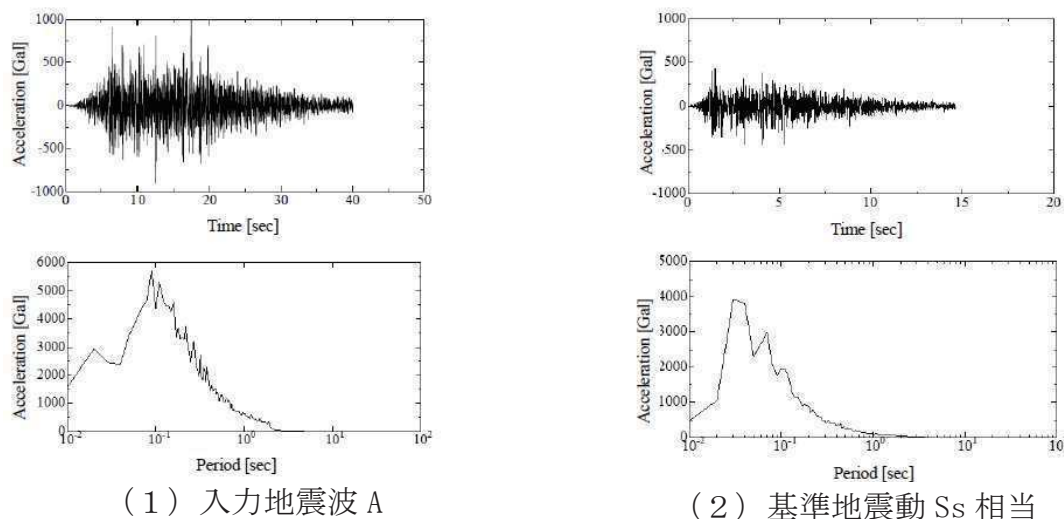 1000
500
0
-500
-1000
Acceleration [Gal]
0 10 20 30 40 50
Time [sec]
1000
500
0
-500
-1000
Acceleration [Gal]
0 5 10 15 20
Time [sec]
6000
5000
4000
3000
2000
1000
0
Acceleration [Gal]
10-2 10-1 100 101 102
Period [sec]
5000
4000
3000
2000
1000
0
Acceleration [Gal]
10-2 10-1 100 101 10
Period [sec]
(1) 入力地震波 A
(2) 基準地震動 Ss 相当